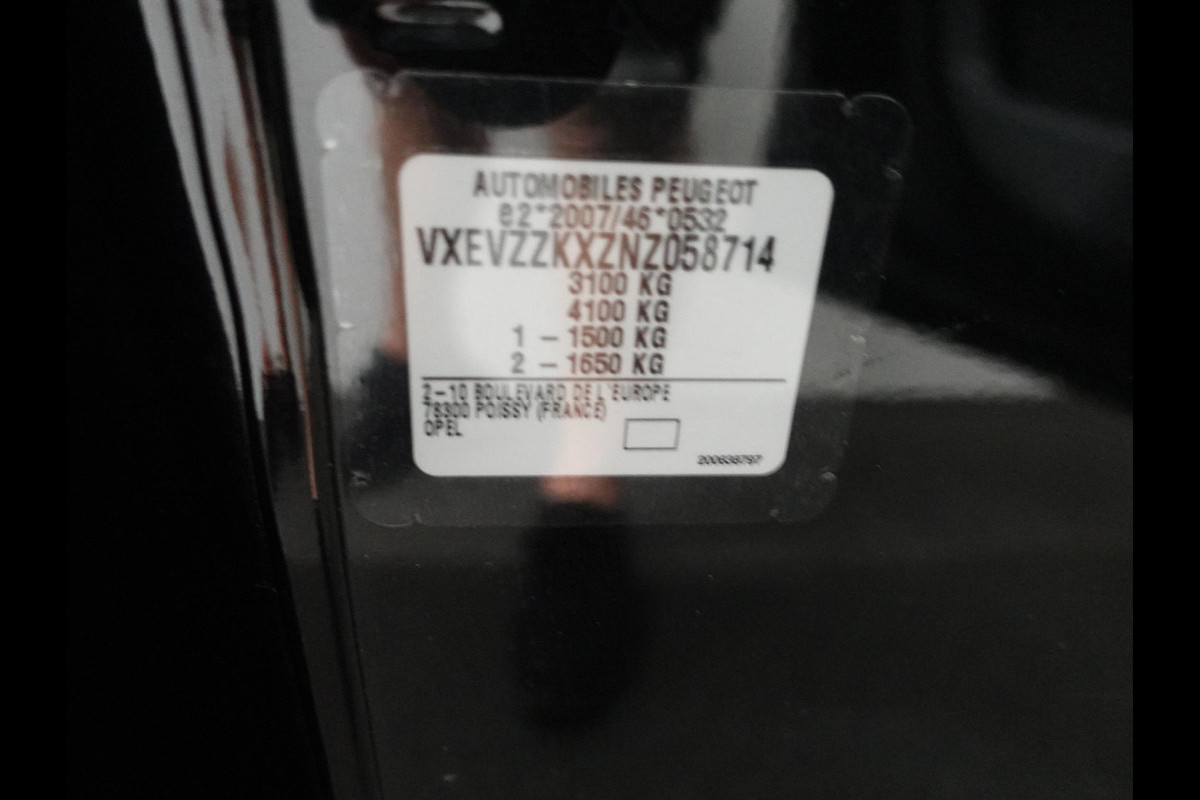 AUTOMOBILES PEUGEOT
e2*2007/46*0532
VXEVZZKXZNZ058714
3100 KG
4100 KG
1 – 1500 KG
2 – 1650 KG
2–10 BOULEVARD DE L'EUROPE
78300 POISSY (FRANCE)
OPEL
200638797